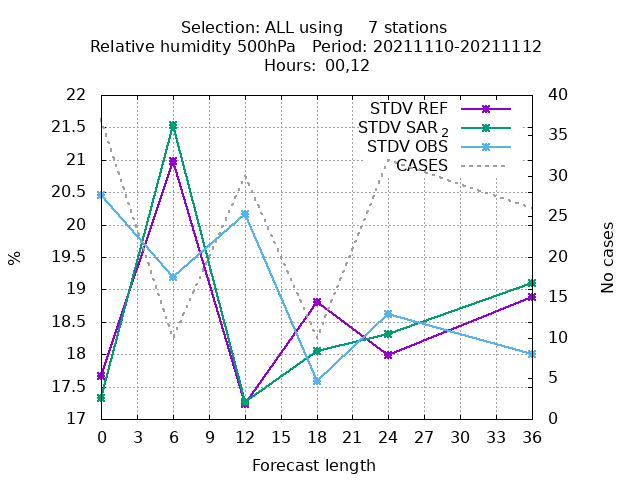 Selection: ALL using 7 stations
Relative humidity 500hPa Period: 20211110-20211112
Hours: 00,12
22
21.5
21
20.5
20
19.5
19
18.5
18
17.5
17
%
STDV REF
STDV SAR 2
STDV OBS
CASES
40
35
30
25
20
15
10
5
0
No cases
0 3 6 9 12 15 18 21 24 27 30 33 36
Forecast length